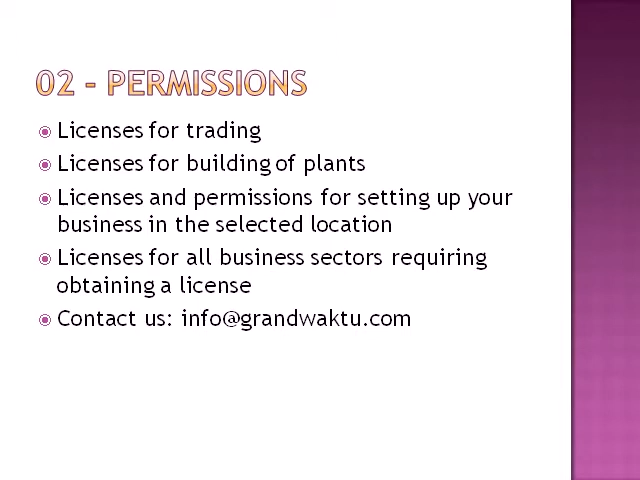 02 - PERMISSIONS
Licenses for trading
Licenses for building of plants
Licenses and permissions for setting up your
business in the selected location
Licenses for all business sectors requiring
obtaining a license
Contact us: info@grandwaktu.com